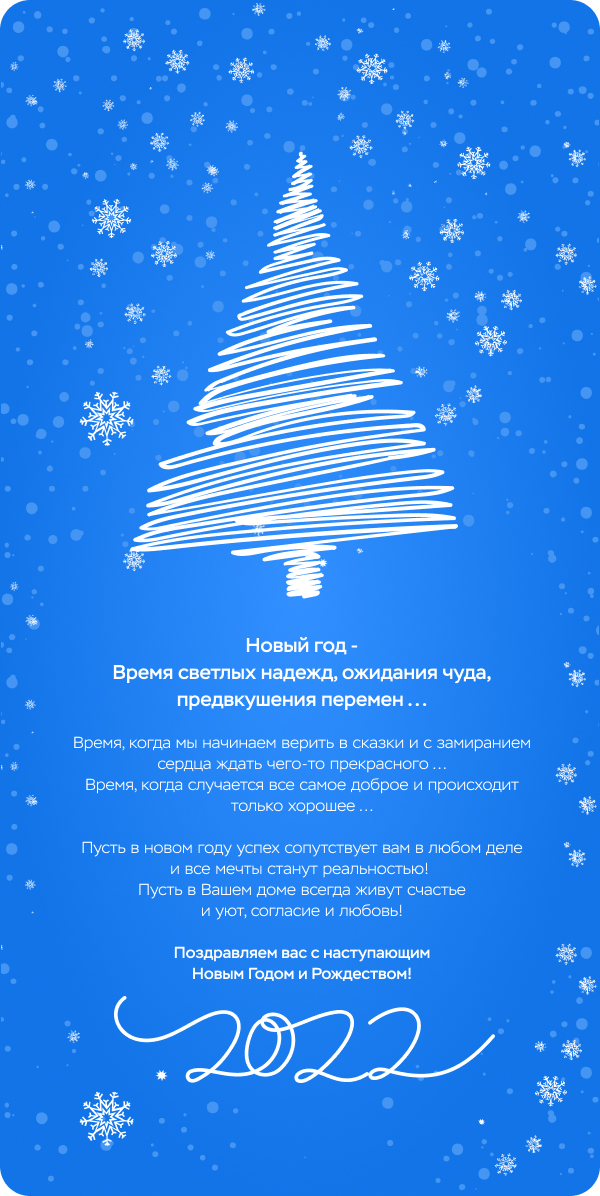 Новый год -
Время светлых надежд, ожидания чуда,
предвкушения перемен ...
Время, когда мы начинаем верить в сказки и с замиранием
сердца ждать чего-то прекрасного ...
Время, когда случается все самое доброе и происходит
только хорошее ...
Пусть в новом году успех сопутствует вам в любом деле
и все мечты станут реальностью!
Пусть в Вашем доме всегда живут счастье
и уют, согласие и любовь!
Поздравляем вас с наступающим
Новым Годом и Рождеством!
2022